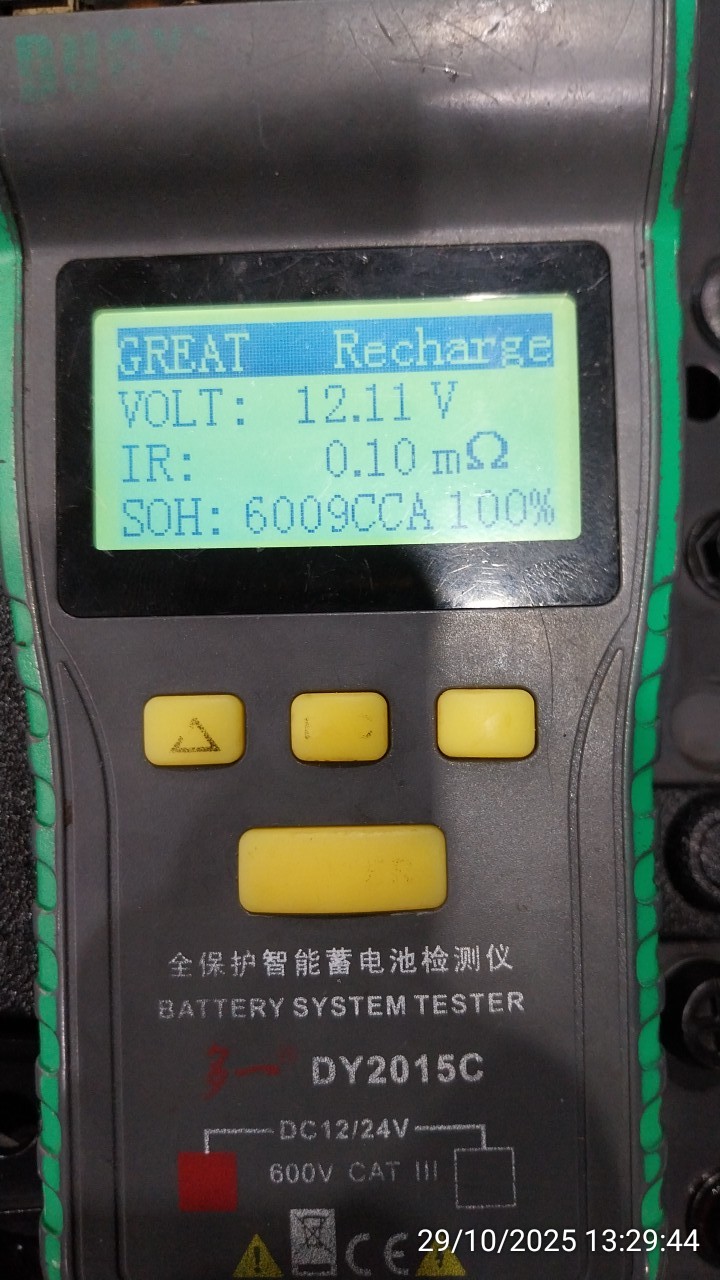 DUOYI
GREAT Recharge
VOLT: 12.11 V
IR: 0.10 mΩ
SOH: 6009CCA 100%
全保护智能蓄电池检测仪
BATTERY SYSTEM TESTER
DY2015C
DC12/24V
600V CAT III
CE
29/10/2025 13:29:44